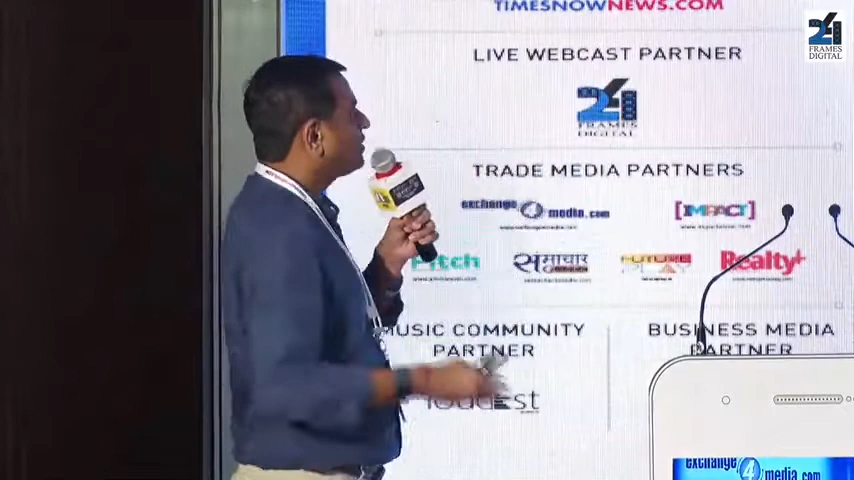 TIMESNOWNEWS.COM
24
FRAMES
DIGITAL
LIVE WEBCAST PARTNER
24
FRAMES
DIGITAL
TRADE MEDIA PARTNERS
exchange4media.com
[IMPACT]
Pitch
समाचार
Realty+
MUSIC COMMUNITY
PARTNER
BUSINESS MEDIA
PARTNER
exchange4media.com